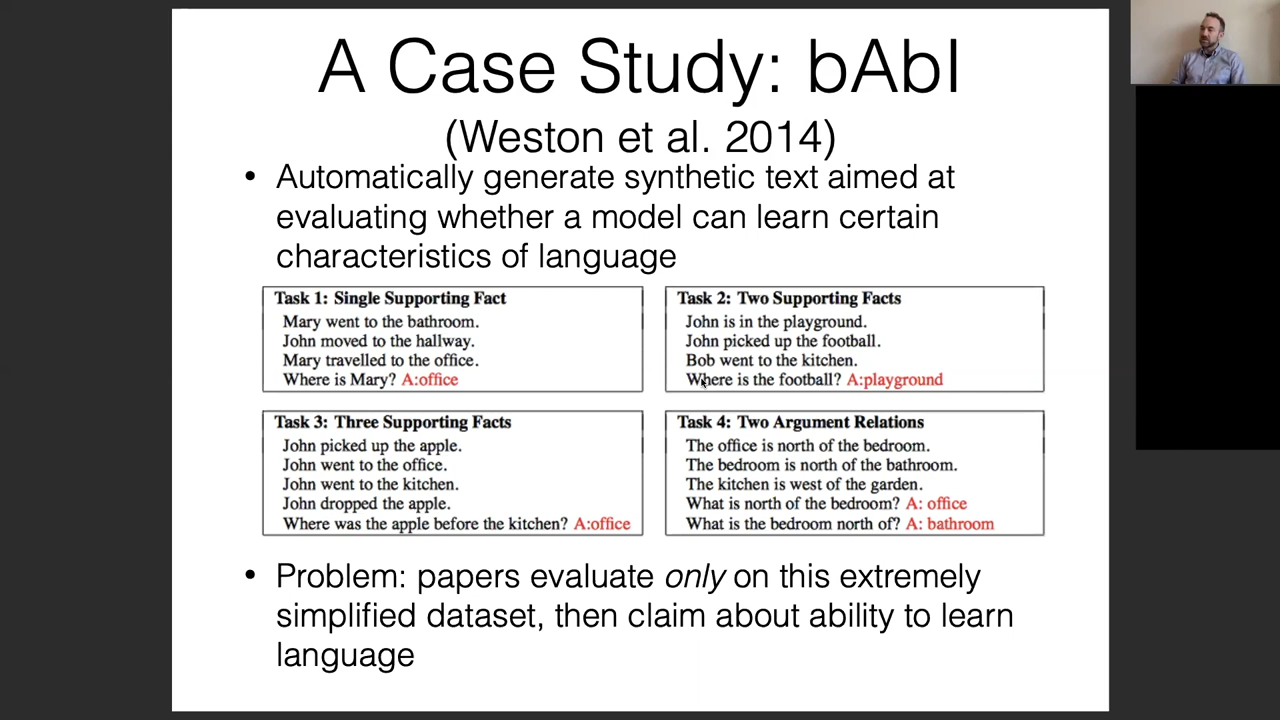 A Case Study: bAbI
(Weston et al. 2014)
• Automatically generate synthetic text aimed at
evaluating whether a model can learn certain
characteristics of language
Task 1: Single Supporting Fact
Mary went to the bathroom.
John moved to the hallway.
Mary travelled to the office.
Where is Mary? A:office
Task 2: Two Supporting Facts
John is in the playground.
John picked up the football.
Bob went to the kitchen.
Where is the football? A:playground
Task 3: Three Supporting Facts
John picked up the apple.
John went to the office.
John went to the kitchen.
John dropped the apple.
Where was the apple before the kitchen? A:office
Task 4: Two Argument Relations
The office is north of the bedroom.
The bedroom is north of the bathroom.
The kitchen is west of the garden.
What is north of the bedroom? A: office
What is the bedroom north of? A: bathroom
• Problem: papers evaluate only on this extremely
simplified dataset, then claim about ability to learn
language